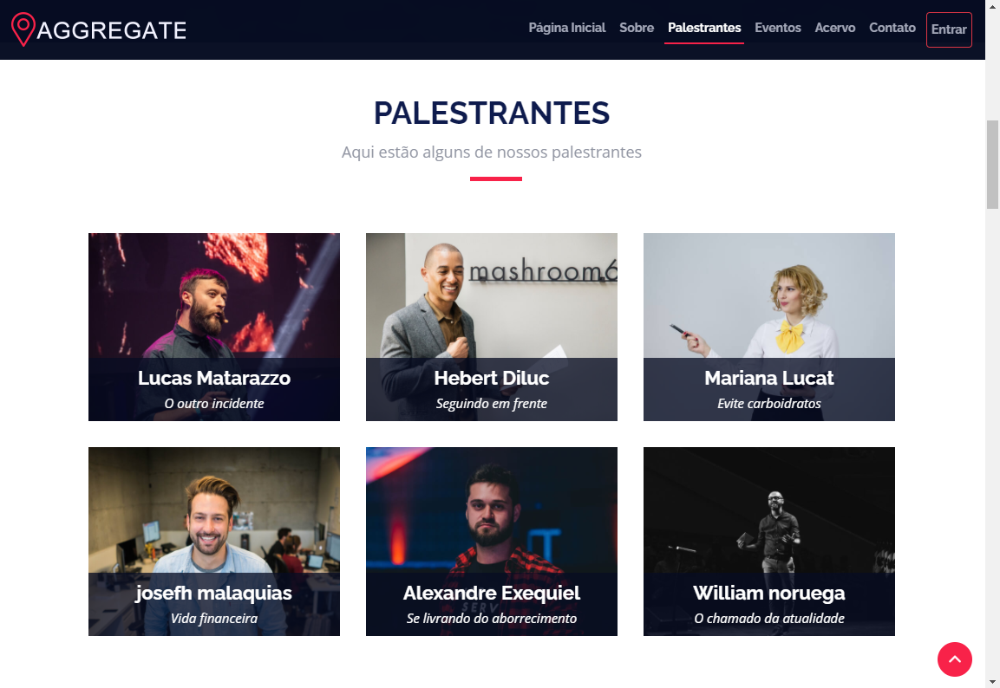 AGGREGATE
Página Inicial Sobre Palestrantes Eventos Acervo Contato Entrar
PALESTRANTES
Aqui estão alguns de nossos palestrantes
mashroom6
Lucas Matarazzo
O outro incidente
Hebert Diluc
Seguindo em frente
Mariana Lucat
Evite carboidratos
josefh malaquias
Vida financeira
SERV
Alexandre Exequiel
Se livrando do aborrecimento
William noruega
O chamado da atualidade